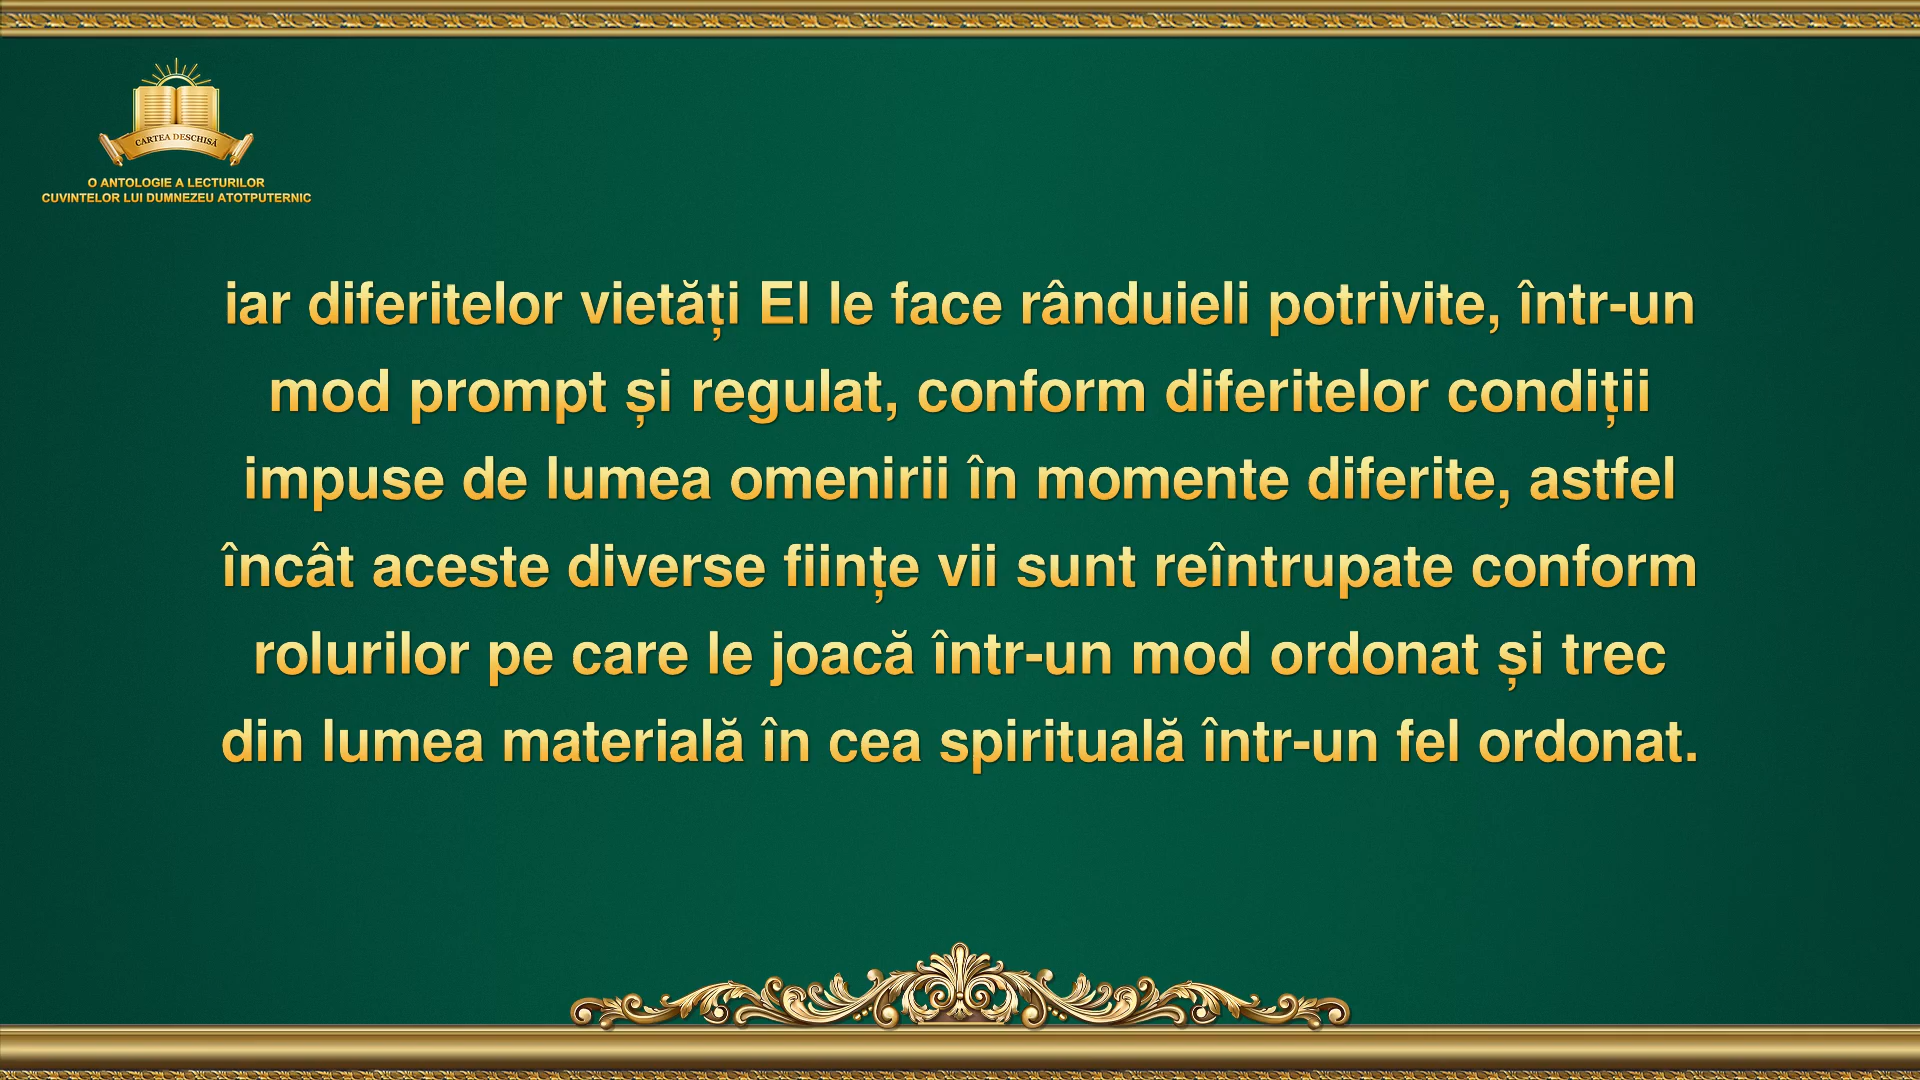 CARTEA DESCHISĂ
O ANTOLOGIE A LECTURILOR
CUVINTELOR LUI DUMNEZEU ATOTPUTERNIC
iar diferitelor vietăți El le face rânduieli potrivite, într-un
mod prompt și regulat, conform diferitelor condiții
impuse de lumea omenirii în momente diferite, astfel
încât aceste diverse ființe vii sunt reîntrupate conform
rolurilor pe care le joacă într-un mod ordonat și trec
din lumea materială în cea spirituală într-un fel ordonat.